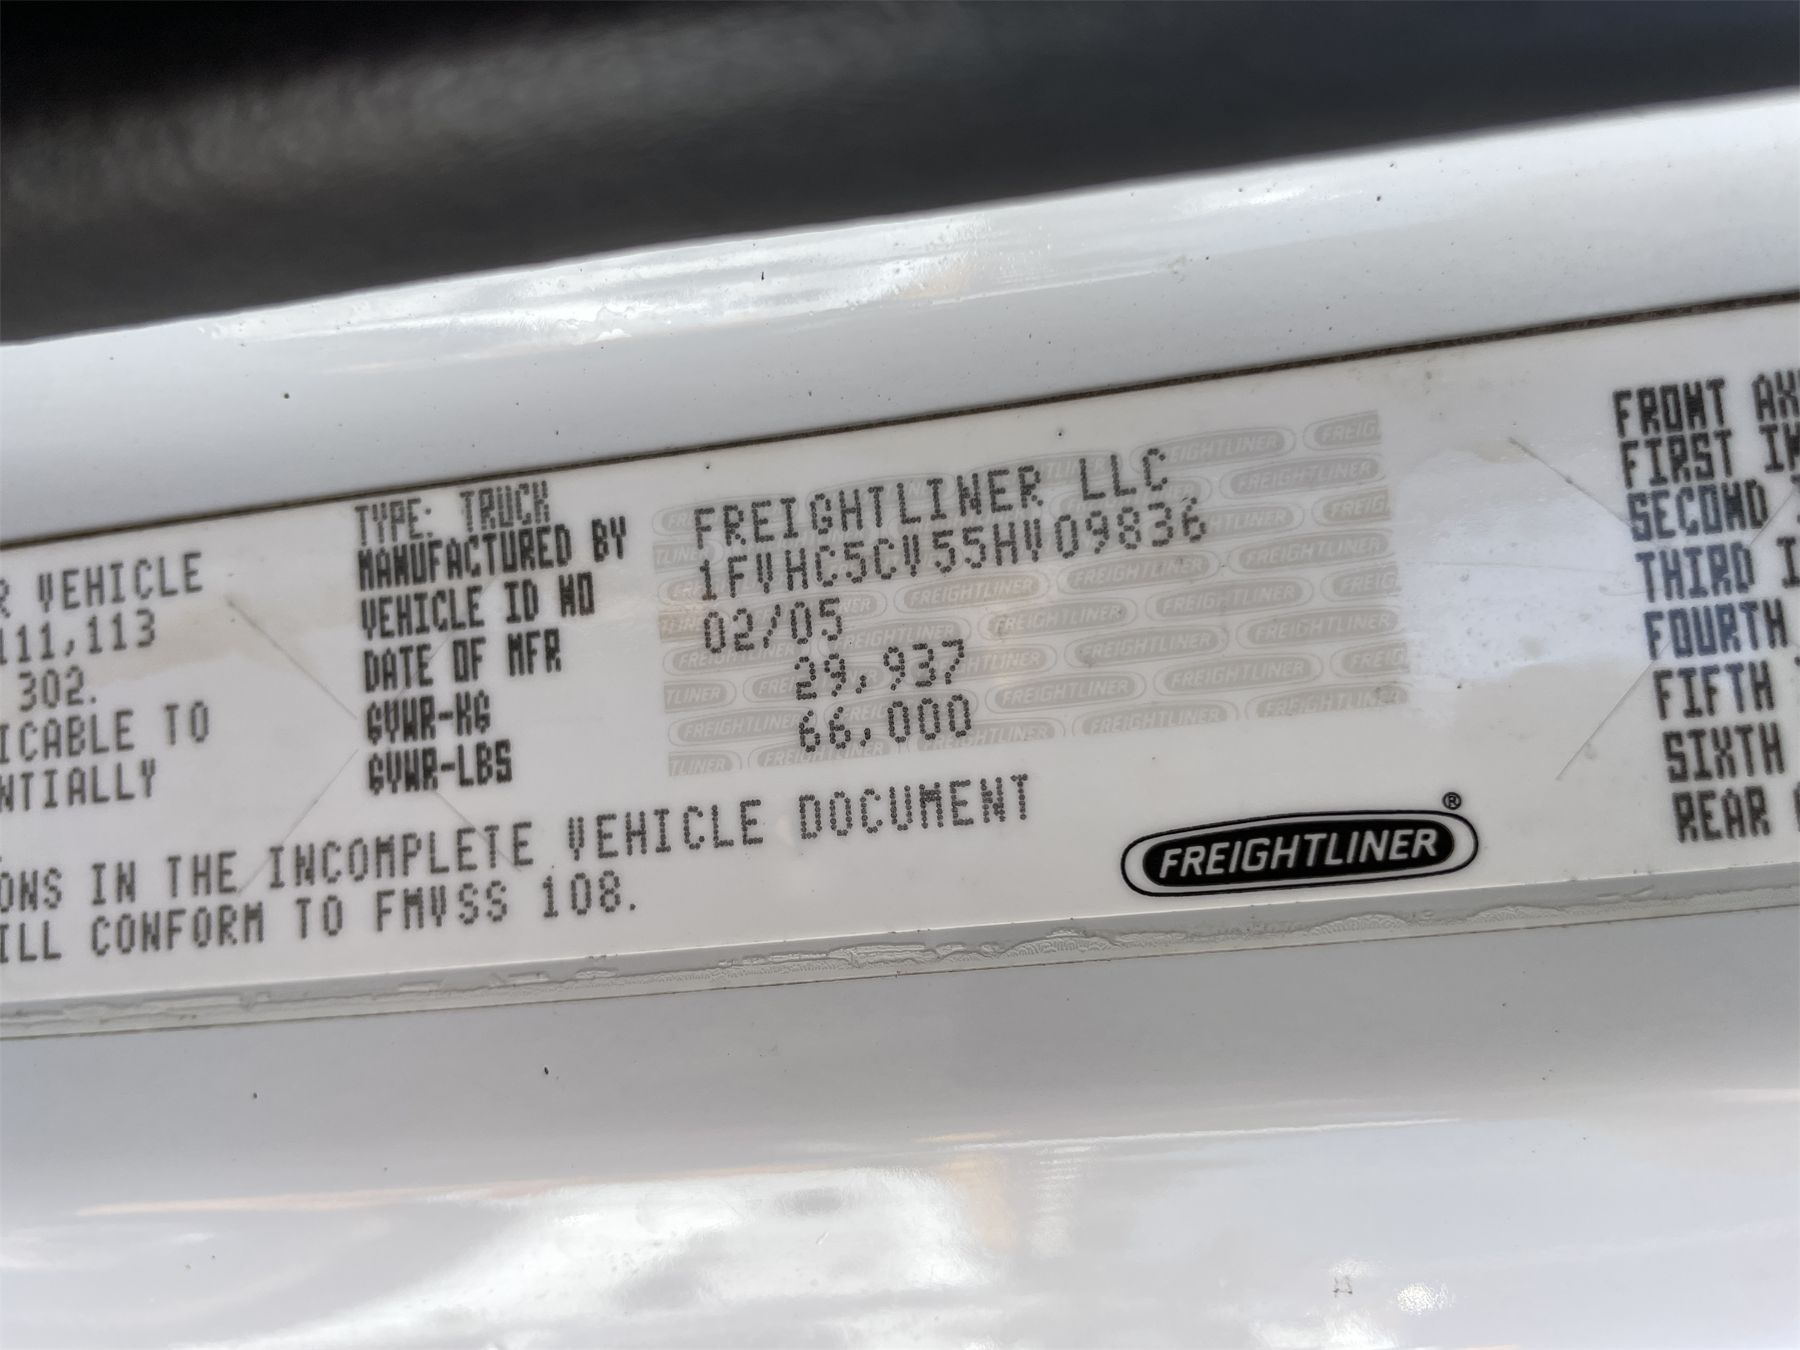 R VEHICLE
111,113
302.
ICABLE TO
NTIALLY
TYPE: TRUCK
MANUFACTURED BY FREIGHTLINER LLC
VEHICLE ID NO 1FVHC5CV55HV09836
DATE OF MFR 02/05
GVWR-KG 29,937
GVWR-LBS 66,000
ONS IN THE INCOMPLETE VEHICLE DOCUMENT
ILL CONFORM TO FMVSS 108.
FREIGHTLINER®
FRONT AX
FIRST I
SECOND
THIRD
FOURTH
FIFTH
SIXTH
REAR